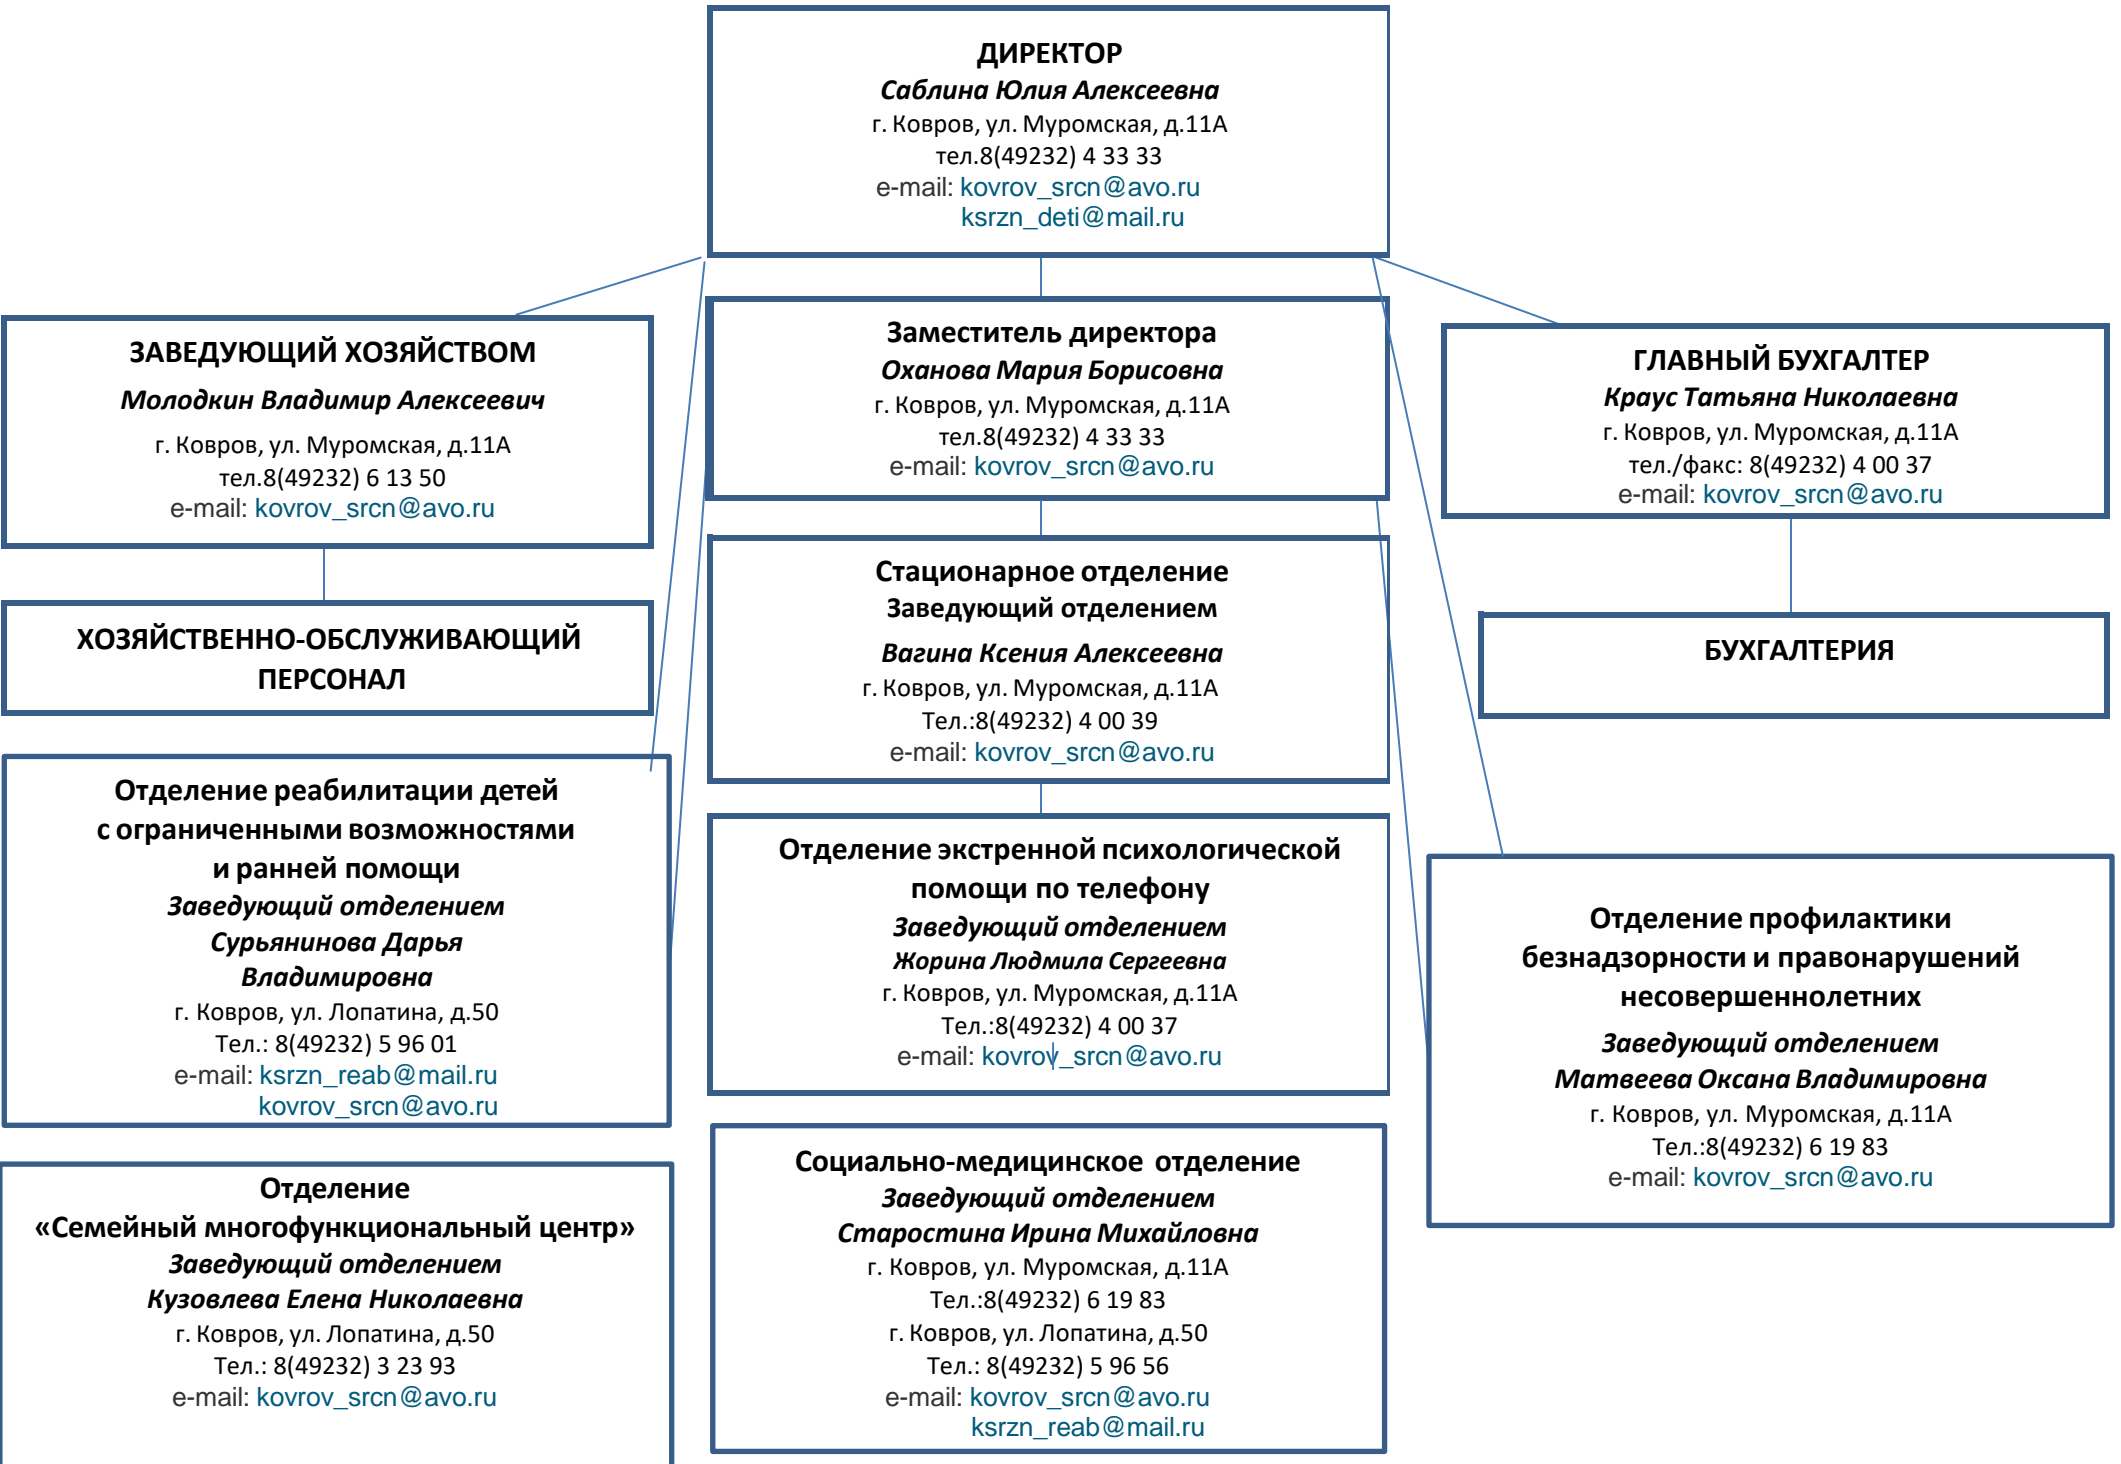 ДИРЕКТОР
Саблина Юлия Алексеевна
г. Ковров, ул. Муромская, д.11А
тел.8(49232) 4 33 33
e-mail: kovrov_srcn@avo.ru
ksrzn_deti@mail.ru
ЗАВЕДУЮЩИЙ ХОЗЯЙСТВОМ
Молодкин Владимир Алексеевич
г. Ковров, ул. Муромская, д.11А
тел.8(49232) 6 13 50
e-mail: kovrov_srcn@avo.ru
Заместитель директора
Оханова Мария Борисовна
г. Ковров, ул. Муромская, д.11А
тел.8(49232) 4 33 33
e-mail: kovrov_srcn@avo.ru
ГЛАВНЫЙ БУХГАЛТЕР
Краус Татьяна Николаевна
г. Ковров, ул. Муромская, д.11А
тел./факс: 8(49232) 4 00 37
e-mail: kovrov_srcn@avo.ru
ХОЗЯЙСТВЕННО-ОБСЛУЖИВАЮЩИЙ
ПЕРСОНАЛ
Стационарное отделение
Заведующий отделением
Вагина Ксения Алексеевна
г. Ковров, ул. Муромская, д.11А
Тел.:8(49232) 4 00 39
e-mail: kovrov_srcn@avo.ru
БУХГАЛТЕРИЯ
Отделение реабилитации детей
с ограниченными возможностями
и ранней помощи
Заведующий отделением
Сурьянинова Дарья
Владимировна
г. Ковров, ул. Лопатина, д.50
Тел.: 8(49232) 5 96 01
e-mail: ksrzn_reab@mail.ru
kovrov_srcn@avo.ru
Отделение экстренной психологической
помощи по телефону
Заведующий отделением
Жорина Людмила Сергеевна
г. Ковров, ул. Муромская, д.11А
Тел.:8(49232) 4 00 37
e-mail: kovrov_srcn@avo.ru
Отделение профилактики
безнадзорности и правонарушений
несовершеннолетних
Заведующий отделением
Матвеева Оксана Владимировна
г. Ковров, ул. Муромская, д.11А
Тел.:8(49232) 6 19 83
e-mail: kovrov_srcn@avo.ru
Отделение
«Семейный многофункциональный центр»
Заведующий отделением
Кузовлева Елена Николаевна
г. Ковров, ул. Лопатина, д.50
Тел.: 8(49232) 3 23 93
e-mail: kovrov_srcn@avo.ru
Социально-медицинское отделение
Заведующий отделением
Старостина Ирина Михайловна
г. Ковров, ул. Муромская, д.11А
Тел.:8(49232) 6 19 83
г. Ковров, ул. Лопатина, д.50
Тел.: 8(49232) 5 96 56
e-mail: kovrov_srcn@avo.ru
ksrzn_reab@mail.ru